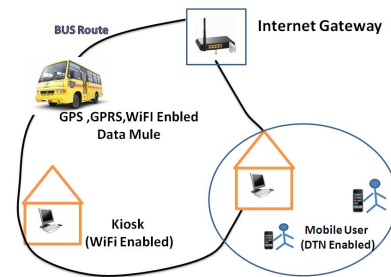 BUS Route
Internet Gateway
GPS ,GPRS,WiFI Enbled
Data Mule
Kiosk
(WiFi Enabled)
Mobile User
(DTN Enabled)